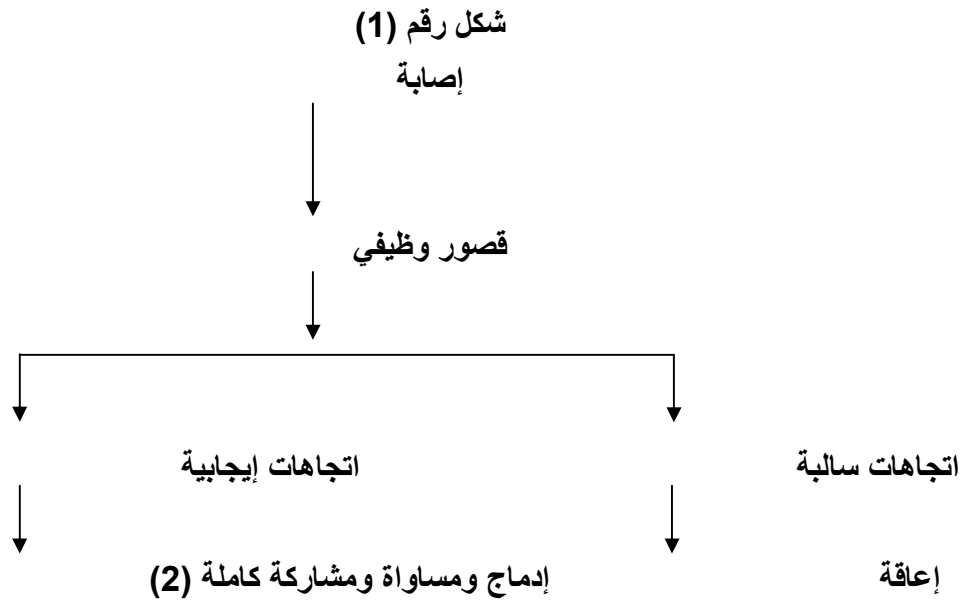 شكل رقم (1)
إصابة
قصور وظيفي
اتجاهات سالبة
اتجاهات إيجابية
إعاقة
إدماج ومساواة ومشاركة كاملة (2)